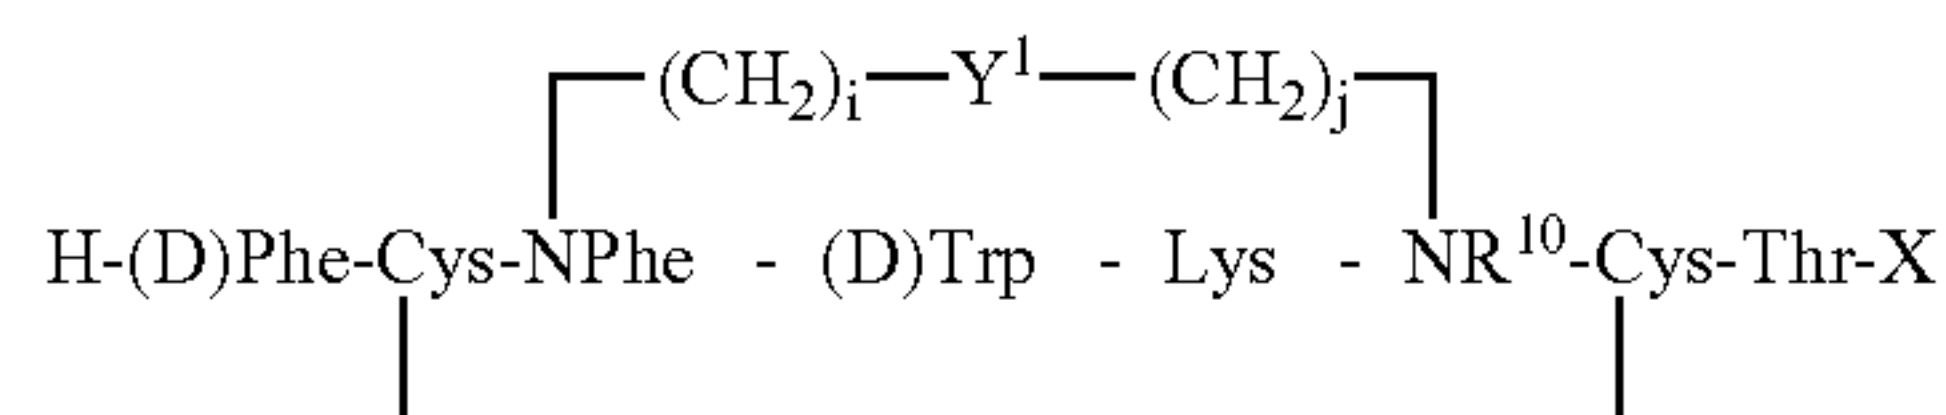 (CH₂)ᵢ—Y¹—(CH₂)ⱼ
H-(D)Phe-Cys-NPhe - (D)Trp - Lys - NR¹⁰-Cys-Thr-X